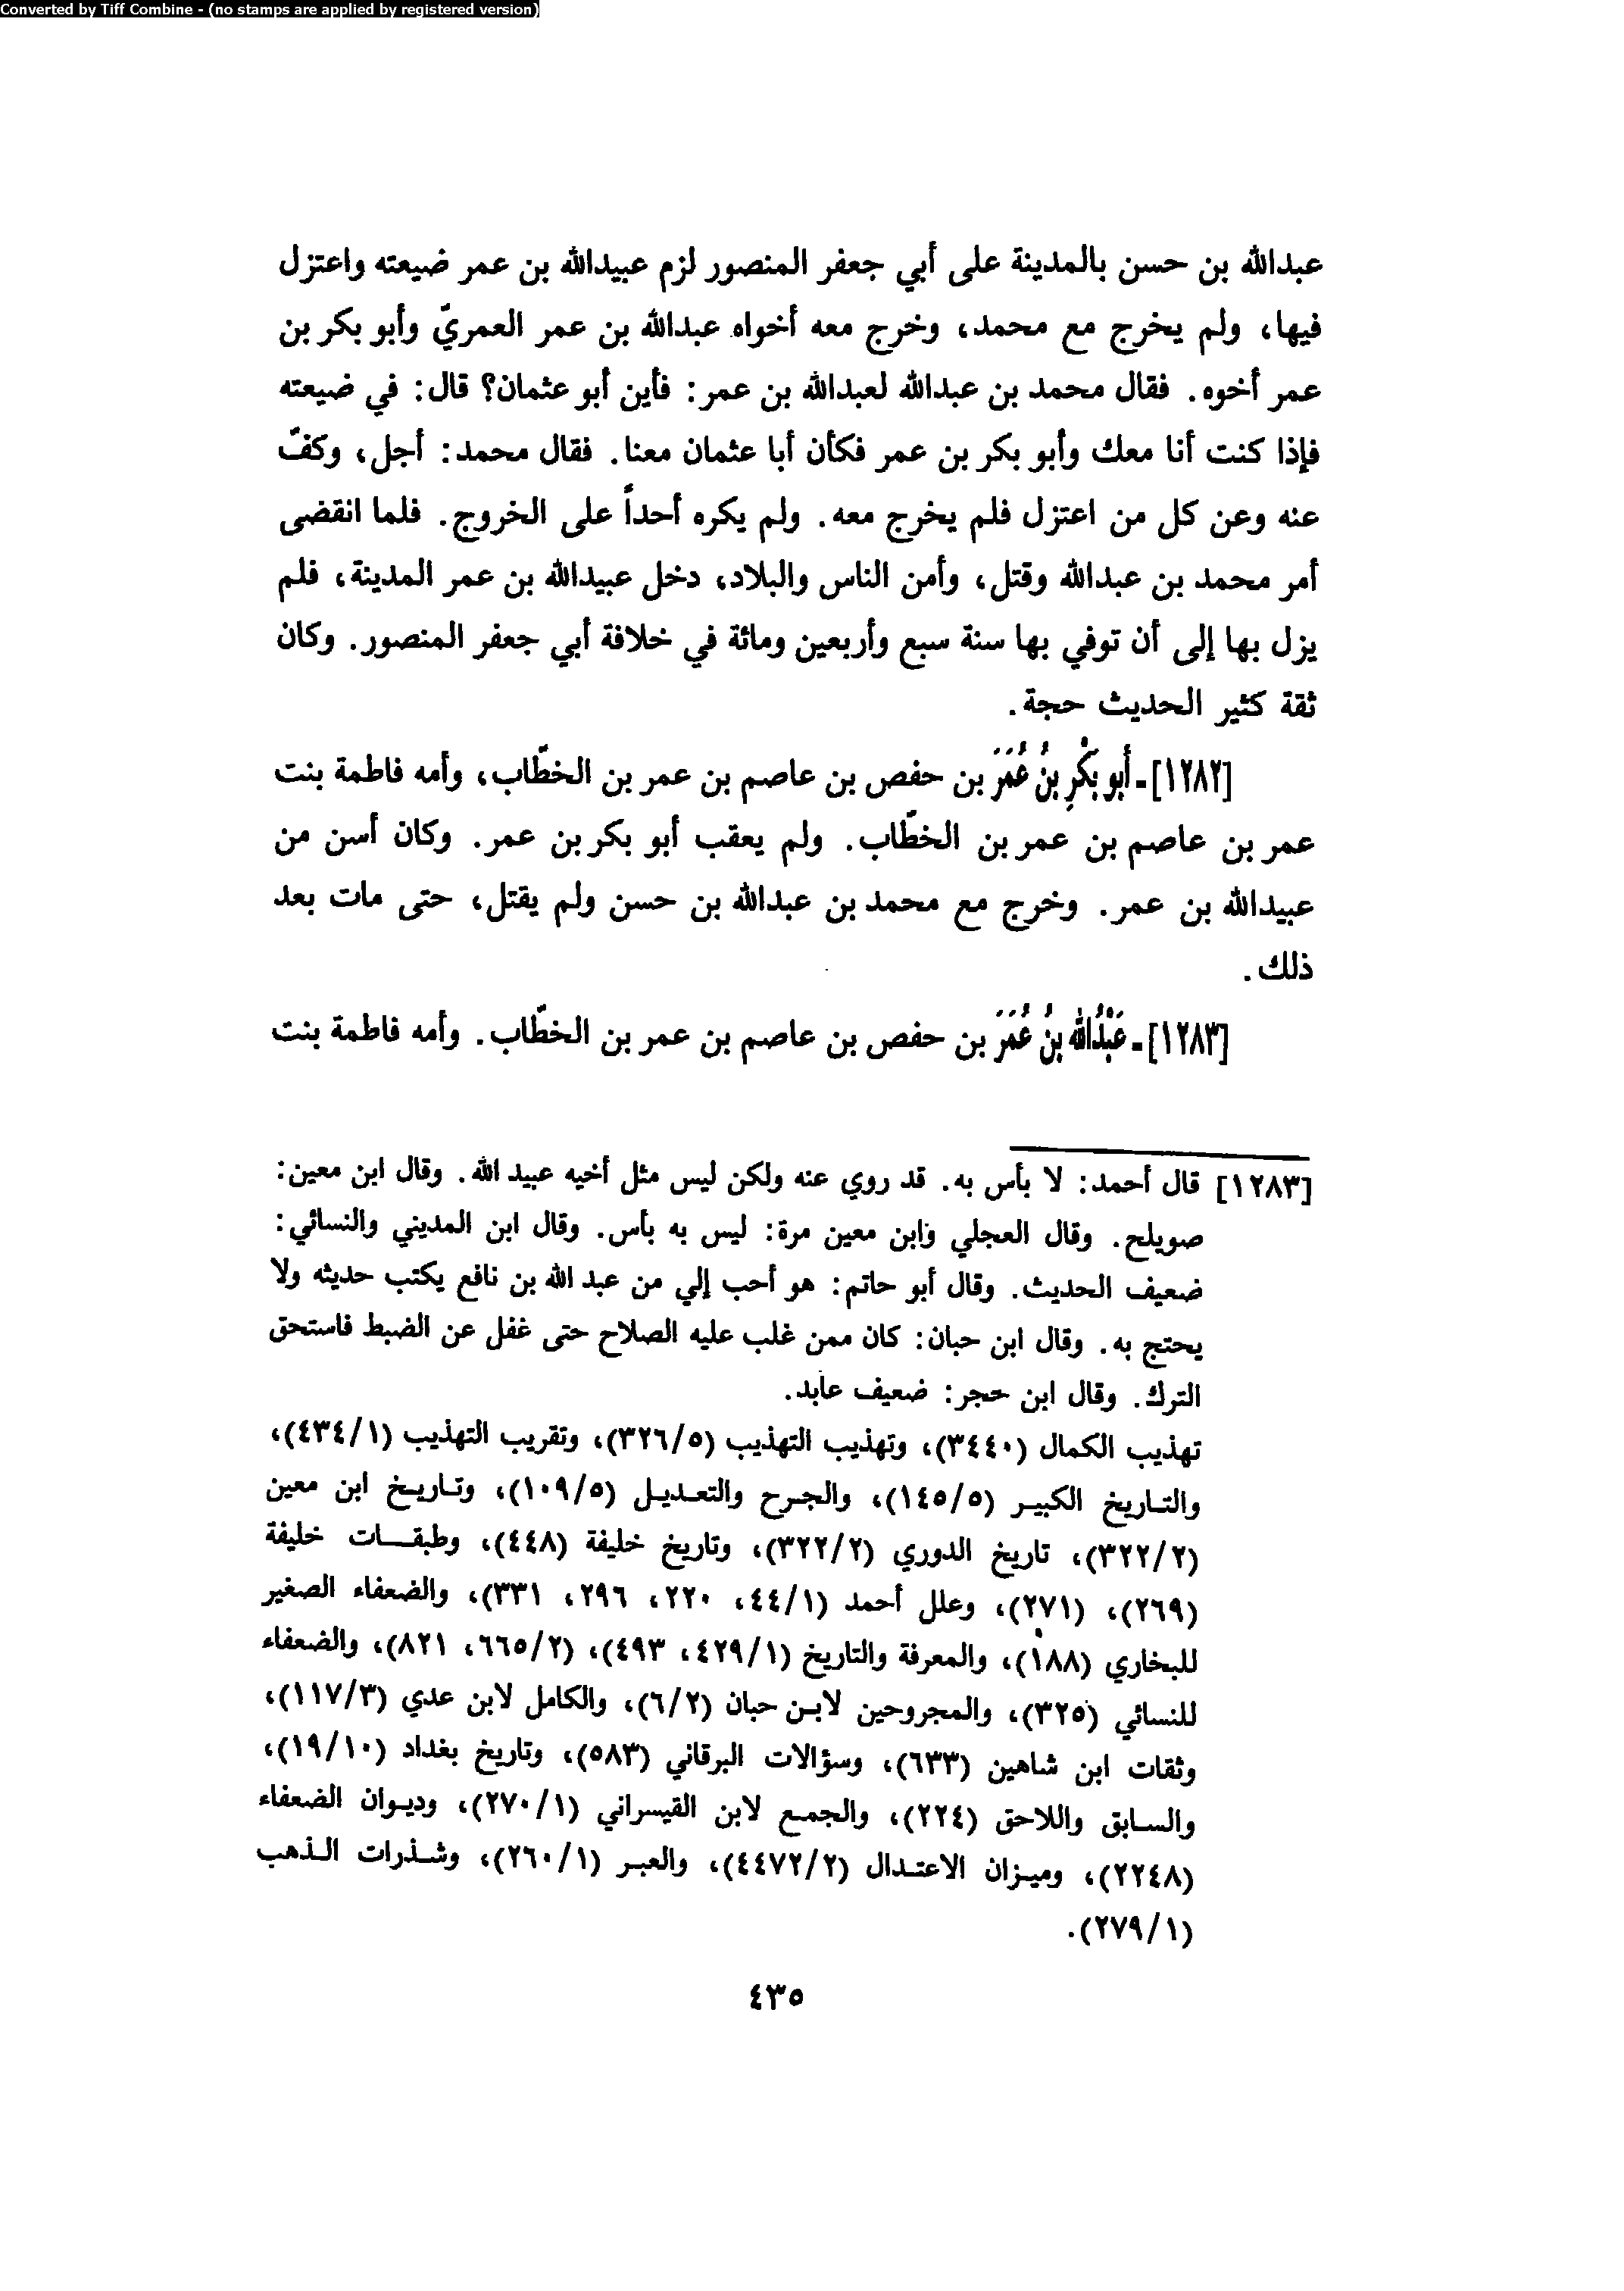 Converted by Tiff Combine - (no stamps are applied by registered version)
عبدالله بن حسن بالمدينة على أبي جعفر المنصور لزم عبيدالله بن عمر ضيعته واعتزل
فيها، ولم يخرج مع محمد، وخرج معه أخواه عبدالله بن عمر العمريّ وأبو بكر بن
عمر أخوه. فقال محمد بن عبدالله لعبدالله بن عمر: فأين أبو عثمان؟ قال: في ضيعته
فإذا كنت أنا معك وأبو بكر بن عمر فكأن أبا عثمان معنا. فقال محمد: أجل، وكفّ
عنه وعن كل من اعتزل فلم يخرج معه. ولم يكره أحداً على الخروج. فلما انقضى
أمر محمد بن عبدالله وقتل، وأمن الناس والبلاد، دخل عبيدالله بن عمر المدينة، فلم
يزل بها إلى أن توفي بها سنة سبع وأربعين ومائة في خلافة أبي جعفر المنصور. وكان
ثقة كثير الحديث حجة.
[١٢٨٢] - أَبو بَكْرِ بنُ عُمَرَ بن حفص بن عاصم بن عمر بن الخطّاب، وأمه فاطمة بنت
عمر بن عاصم بن عمر بن الخطّاب. ولم يعقب أبو بكر بن عمر. وكان أسن من
عبيدالله بن عمر. وخرج مع محمد بن عبدالله بن حسن ولم يقتل، حتى مات بعد
ذلك.
[١٢٨٣] - عَبْدُالله بنُ عُمَرَ بن حفص بن عاصم بن عمر بن الخطّاب. وأمه فاطمة بنت
[١٢٨٣] قال أحمد: لا بأس به. قد روي عنه ولكن ليس مثل أخيه عبيد الله. وقال ابن معين:
صويلح. وقال العجلي وابن معين مرة: ليس به بأس. وقال ابن المديني والنسائي:
ضعيف الحديث. وقال أبو حاتم: هو أحب إلي من عبد الله بن نافع يكتب حديثه ولا
يحتج به. وقال ابن حبان: كان ممن غلب عليه الصلاح حتى غفل عن الضبط فاستحق
الترك. وقال ابن حجر: ضعيف عابد.
تهذيب الكمال (٣٤٤٠)، وتهذيب التهذيب (٣٢٦/٥)، وتقريب التهذيب (٤٣٤/١)،
والتاريخ الكبير (١٤٥/٥)، والجرح والتعديل (١٠٩/٥)، وتاريخ ابن معين
(٣٢٢/٢)، تاريخ الدوري (٣٢٢/٢)، وتاريخ خليفة (٤٤٨)، وطبقات خليفة
(٢٦٩)، (٢٧١)، وعلل أحمد (٤٤/١، ٢٢٠، ٢٩٦، ٣٣١)، والضعفاء الصغير
للبخاري (١٨٨)، والمعرفة والتاريخ (٤٢٩/١، ٤٩٣)، (٦٦٥/٢، ٨٢١)، والضعفاء
للنسائي (٣٢٥)، والمجروحين لابن حبان (٦/٢)، والكامل لابن عدي (١١٧/٣)،
وثقات ابن شاهين (٦٣٣)، وسؤالات البرقاني (٥٨٣)، وتاريخ بغداد (١٩/١٠)،
والسابق واللاحق (٢٢٤)، والجمع لابن القيسراني (٢٧٠/١)، وديوان الضعفاء
(٢٢٤٨)، وميزان الاعتدال (٤٤٧٢/٢)، والعبر (٢٦٠/١)، وشذرات الذهب
(٢٧٩/١).
٤٣٥